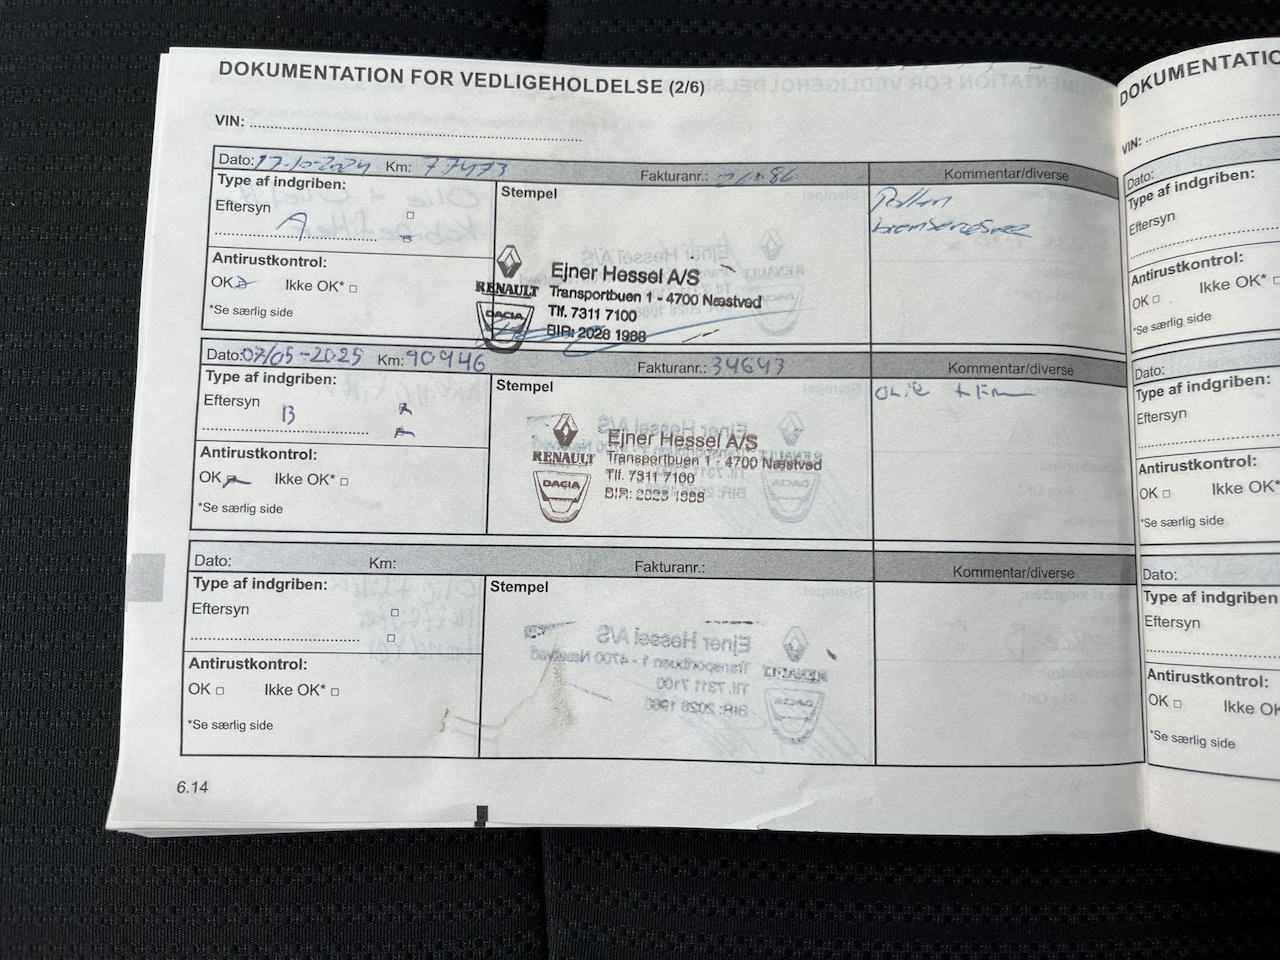 DOKUMENTATION FOR VEDLIGEHOLDELSE (2/6)
VIN:
Dato: 17-10-2024 Km: 77473 Fakturanr.: Kommentar/diverse
Type af indgriben:
Eftersyn A
Antirustkontrol:
OK Ikke OK*
*Se særlig side
Stempel
RENAULT
DACIA
Ejner Hessel A/S
Transportbuen 1 - 4700 Næstved
Tlf. 7311 7100
BIR: 2028 1988
Pollen
bremsevæske
Dato: 07/05-2025 Km: 90946 Fakturanr.: 34643 Kommentar/diverse
Type af indgriben:
Eftersyn B
Antirustkontrol:
OK Ikke OK*
*Se særlig side
Stempel
RENAULT
DACIA
Ejner Hessel A/S
Transportbuen 1 - 4700 Næstved
Tlf. 7311 7100
BIR: 2028 1988
Olie +
Dato: Km: Fakturanr.: Kommentar/diverse
Type af indgriben:
Eftersyn
Antirustkontrol:
OK Ikke OK*
*Se særlig side
Stempel
6.14
VIN:
Dato:
Type af indgriben:
Eftersyn
Antirustkontrol:
OK Ikke OK*
*Se særlig side
Dato:
Type af indgriben:
Eftersyn
Antirustkontrol:
OK Ikke OK*
*Se særlig side
Dato:
Type af indgriben
Eftersyn
Antirustkontrol:
OK Ikke OK
*Se særlig side